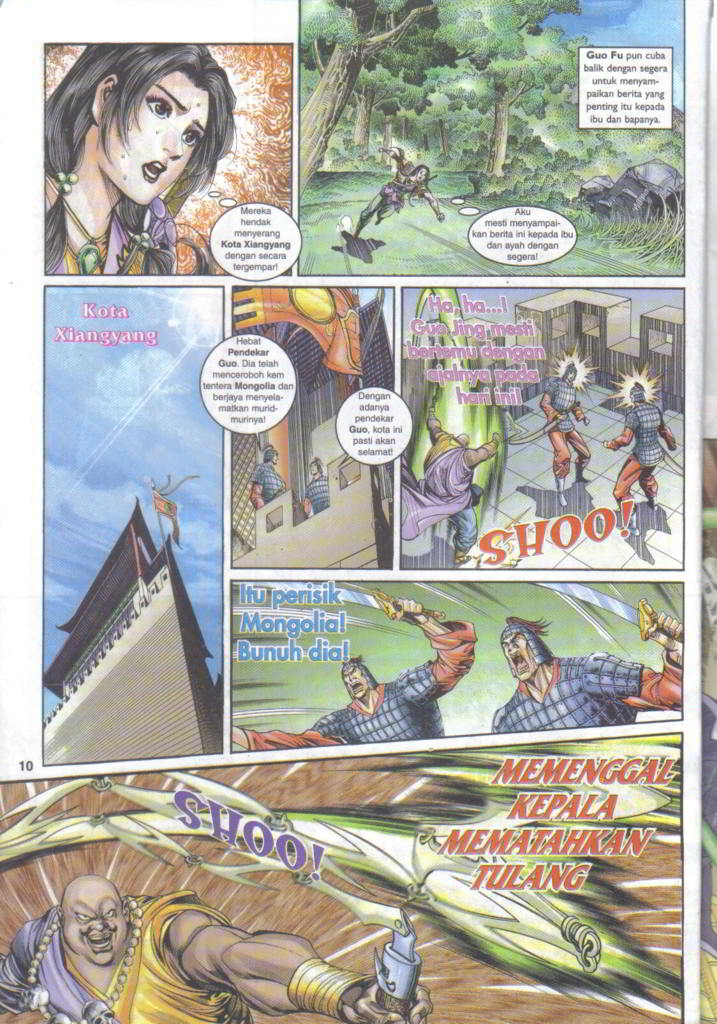 Mereka
hendak
menyerang
Kota Xiangyang
dengan secara
tergempar!
Guo Fu pun cuba
balik dengan segera
untuk menyam-
paikan berita yang
penting itu kepada
ibu dan bapanya.
Aku
mesti menyampai-
kan berita ini kepada ibu
dan ayah dengan
segera!
Kota
Xiangyang
Hebat
Pendekar
Guo. Dia telah
menceroboh kem
tentera Mongolia dan
berjaya menyela-
matkan murid-
murinya!
Dengan
adanya
pendekar
Guo, kota ini
pasti akan
selamat!
Ha, ha...!
Guo Jing mesti
bertemu dengan
ajalnya pada
hari ini!
SHOO!
Itu perisik
Mongolia!
Bunuh dia!
10
SHOO!
MEMENGGAL
KEPALA
MEMATAHKAN
TULANG